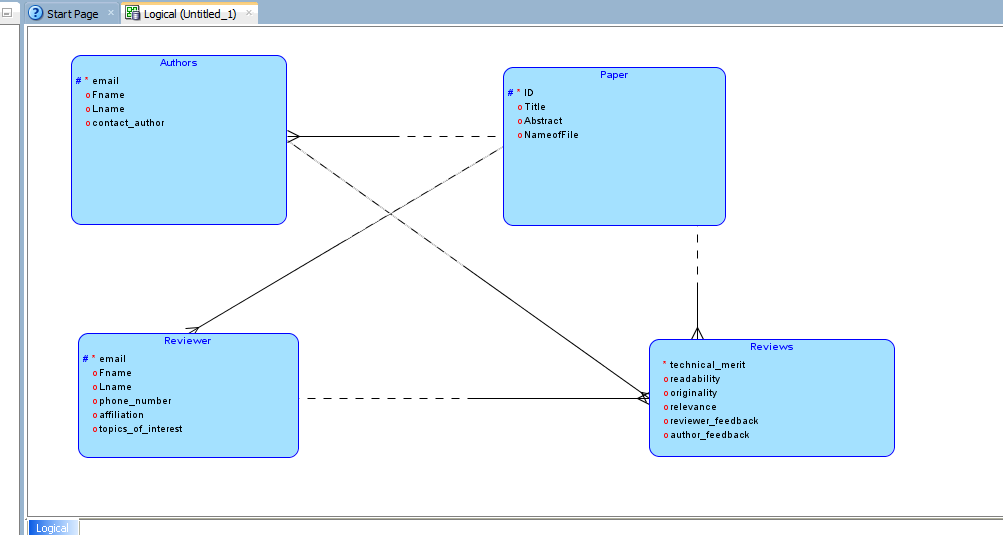 Start Page
Logical (Untitled_1)
Authors
# * email
o Fname
o Lname
o contact_author
Paper
# * ID
o Title
o Abstract
o NameofFile
Reviewer
# * email
o Fname
o Lname
o phone_number
o affiliation
o topics_of_interest
Reviews
* technical_merit
o readability
o originality
o relevance
o reviewer_feedback
o author_feedback
Logical